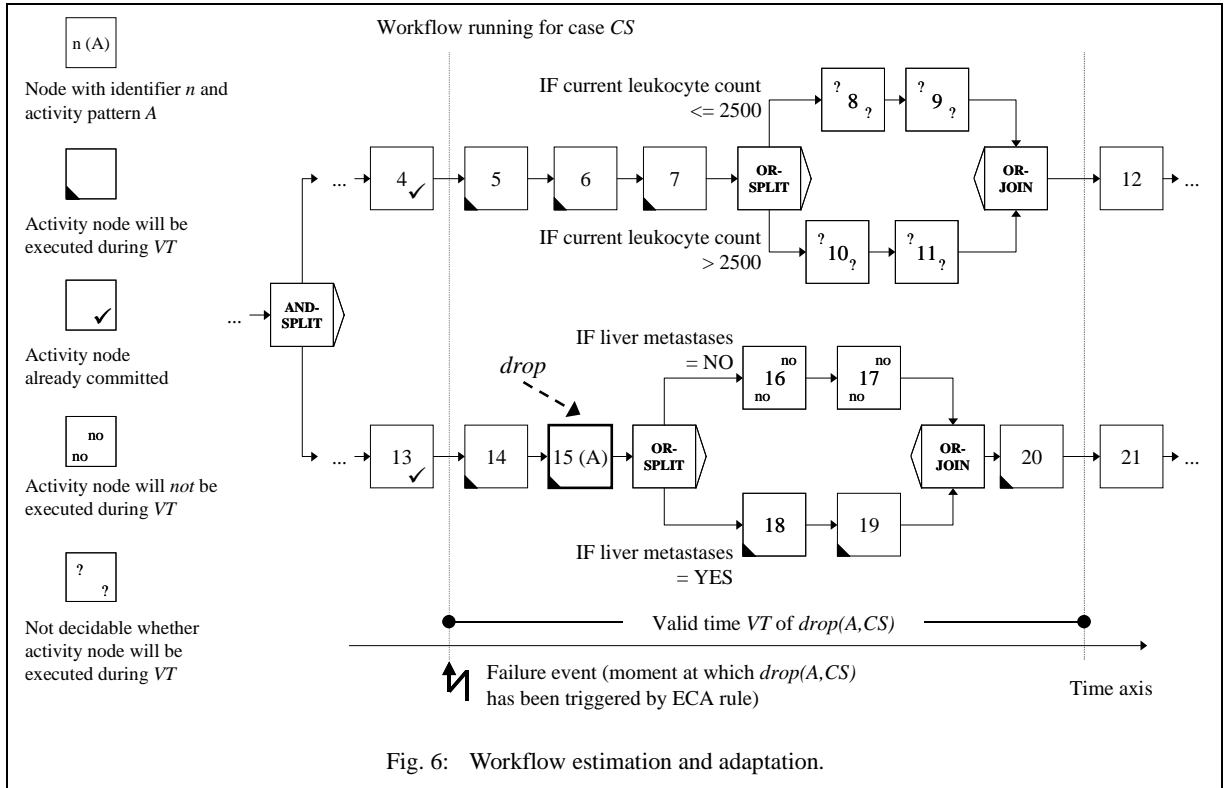 Workflow running for case CS
n (A)
Node with identifier n and
activity pattern A
Activity node will be
executed during VT
Activity node
already committed
no
no
Activity node will not be
executed during VT
?
?
Not decidable whether
activity node will be
executed during VT
IF current leukocyte count
<= 2500
? 8 ?
? 9 ?
... 4 5 6 7
OR-
SPLIT
OR-
JOIN
12 ...
IF current leukocyte count
> 2500
? 10 ?
? 11 ?
...
AND-
SPLIT
IF liver metastases
= NO
16 no
no
17 no
no
drop
... 13 14 15 (A)
OR-
SPLIT
OR-
JOIN
20 21 ...
18 19
IF liver metastases
= YES
Valid time VT of drop(A,CS)
Failure event (moment at which drop(A,CS)
has been triggered by ECA rule)
Time axis
Fig. 6: Workflow estimation and adaptation.